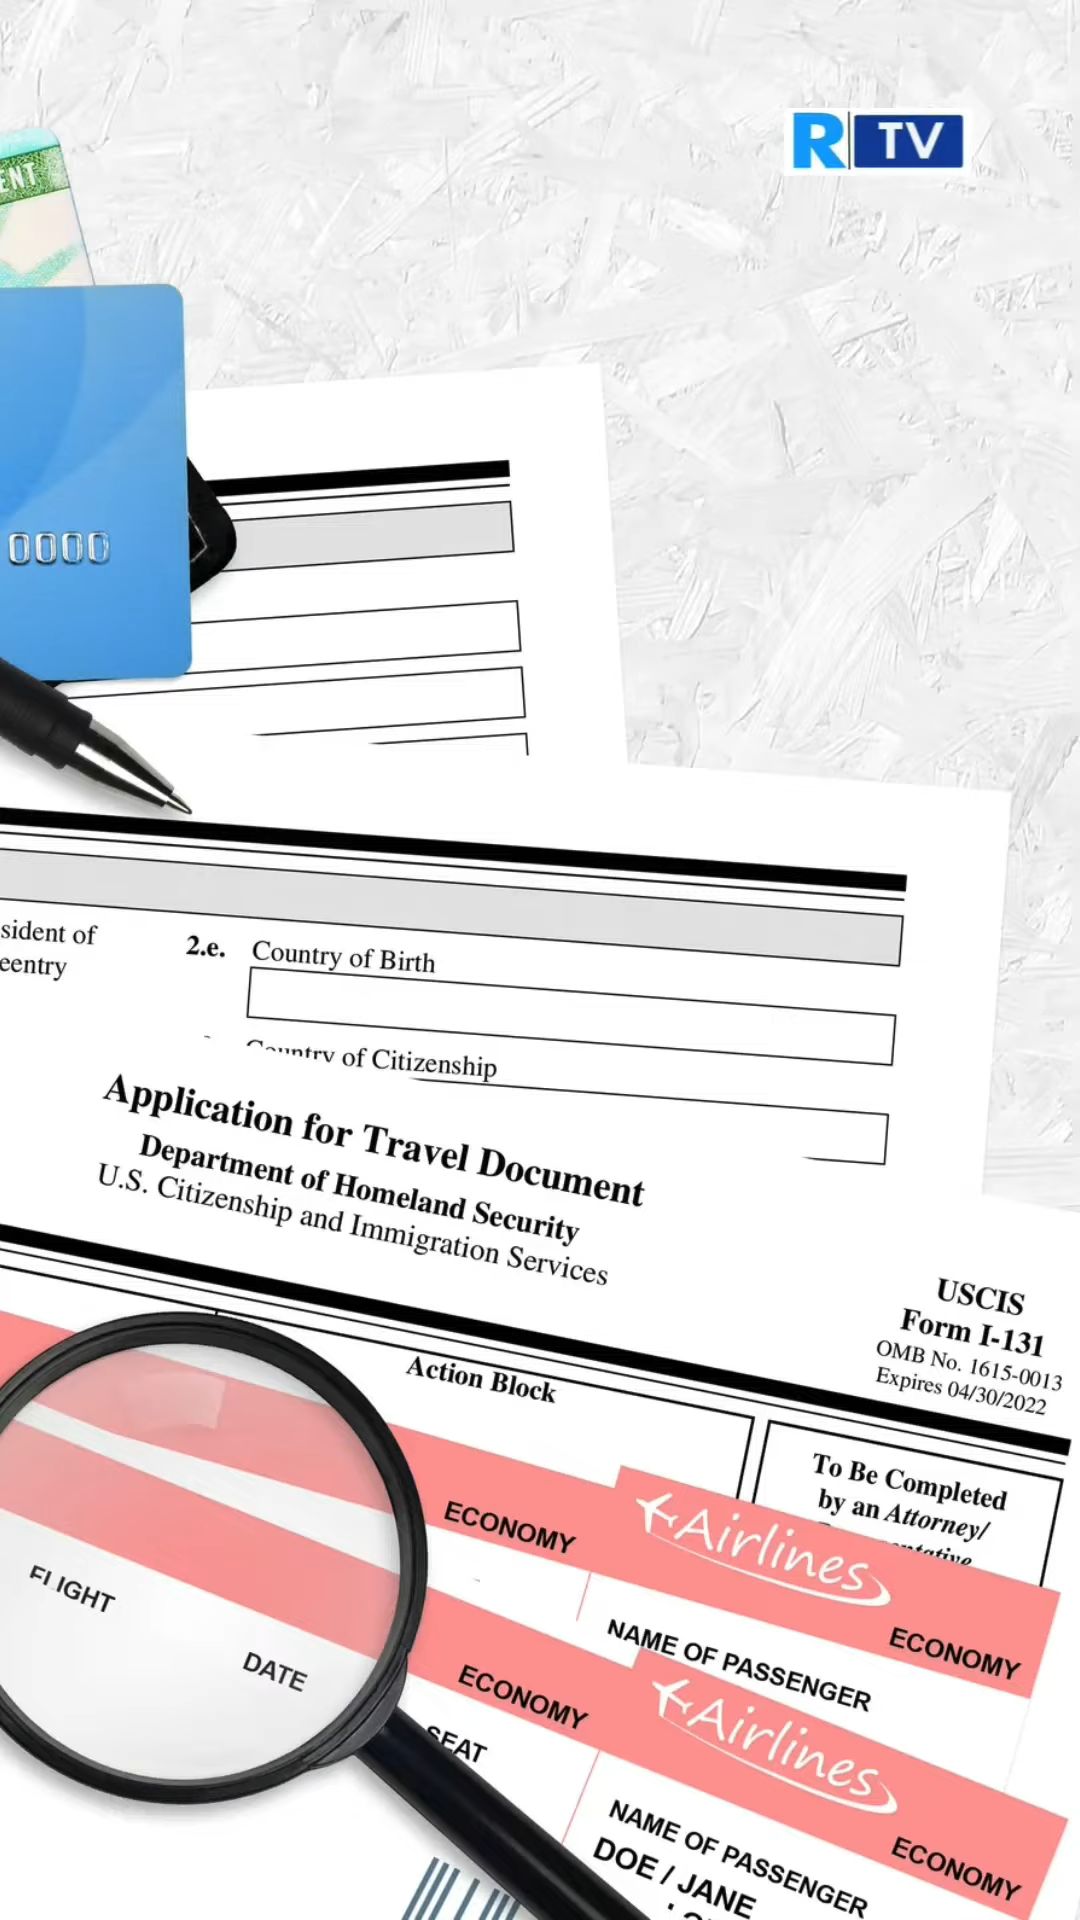 R TV
ENT
0000
sident of
eentry
2.e. Country of Birth
Country of Citizenship
Application for Travel Document
Department of Homeland Security
U.S. Citizenship and Immigration Services
USCIS
Form I-131
OMB No. 1615-0013
Expires 04/30/2022
Action Block
To Be Completed
by an Attorney/
ECONOMY
Airlines
ECONOMY
NAME OF PASSENGER
FLIGHT
DATE
ECONOMY
Airlines
ECONOMY
SEAT
NAME OF PASSENGER
DOE / JANE